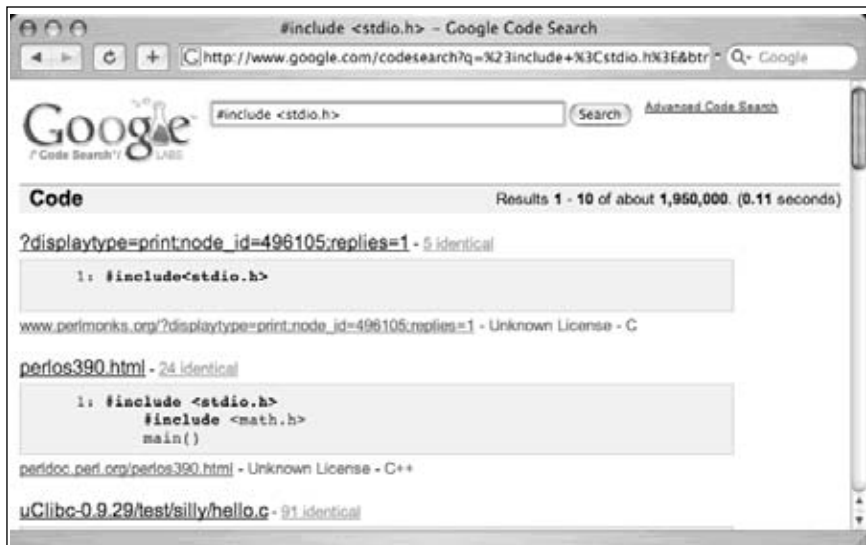 #include <stdio.h> - Google Code Search
http://www.google.com/codesearch?q=%23include+%3Cstdio.h%3E&btr
Google
Google
/* Code Search */ LABS
#include <stdio.h>
Search
Advanced Code Search
Code
Results 1 - 10 of about 1,950,000. (0.11 seconds)
?displaytype=print;node_id=496105;replies=1 - 5 identical
1: #include<stdio.h>
www.perlmonks.org/?displaytype=print;node_id=496105;replies=1 - Unknown License - C
perlos390.html - 24 identical
1: #include <stdio.h>
#include <math.h>
main()
perldoc.perl.org/perlos390.html - Unknown License - C++
uClibc-0.9.29/test/silly/hello.c - 91 identical